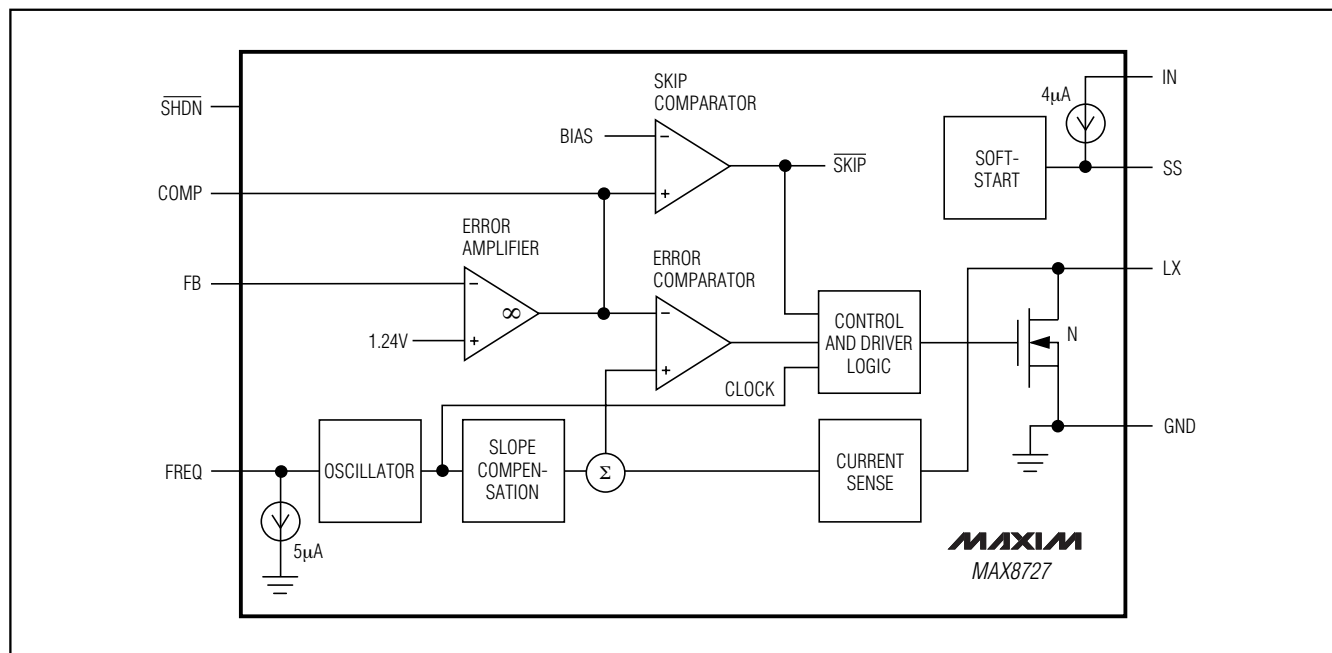 SKIP
COMPARATOR
IN
4µA
SHDN
BIAS
−
+
SKIP
SOFT-
START
SS
COMP
ERROR
AMPLIFIER
ERROR
COMPARATOR
LX
FB
−
∞
+
1.24V
−
+
CONTROL
AND DRIVER
LOGIC
N
CLOCK
GND
FREQ
OSCILLATOR
SLOPE
COMPEN-
SATION
Σ
CURRENT
SENSE
5µA
MAXIM
MAX8727